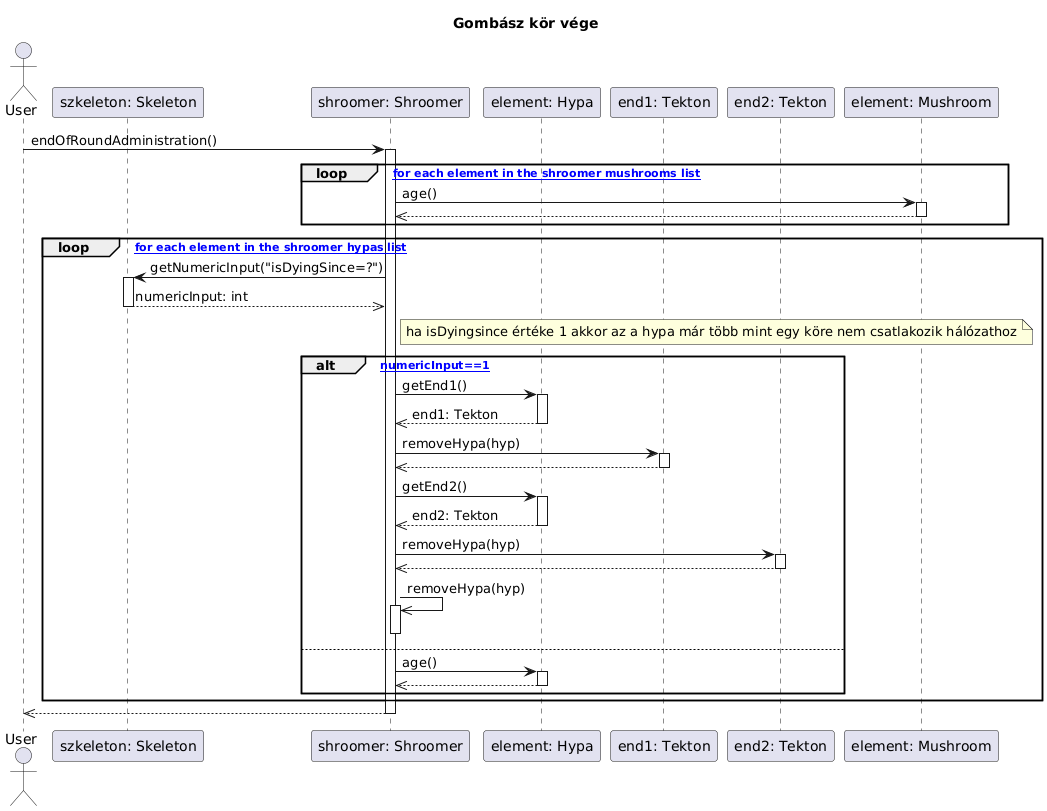 Gombász kör vége
User
szkeleton: Skeleton
shroomer: Shroomer
element: Hypa
end1: Tekton
end2: Tekton
element: Mushroom
endOfRoundAdministration()
loop
for each element in the shroomer mushrooms list
age()
loop
for each element in the shroomer hypas list
getNumericInput("isDyingSince=?")
numericInput: int
ha isDyingsince értéke 1 akkor az a hypa már több mint egy köre nem csatlakozik hálózathoz
alt
numericInput==1
getEnd1()
end1: Tekton
removeHypa(hyp)
getEnd2()
end2: Tekton
removeHypa(hyp)
removeHypa(hyp)
age()
User
szkeleton: Skeleton
shroomer: Shroomer
element: Hypa
end1: Tekton
end2: Tekton
element: Mushroom